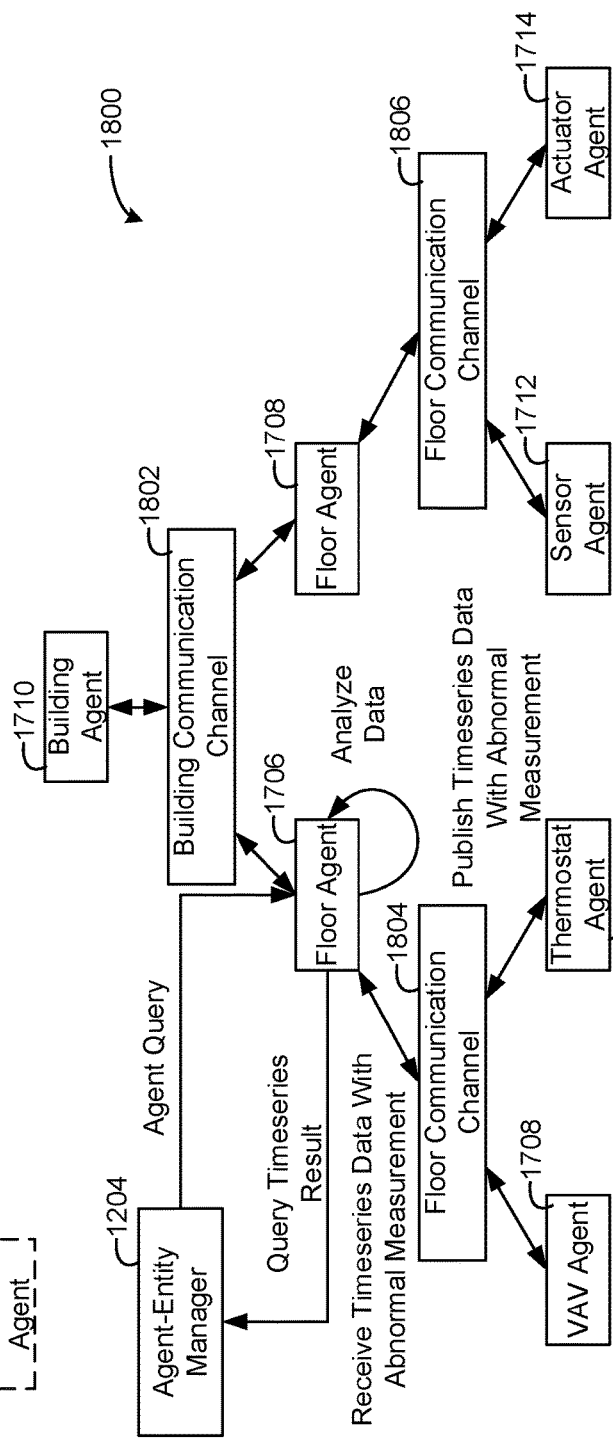 Agent
1800
1710
Building
Agent
1802
Building Communication
Channel
1204
Agent-Entity
Manager
Agent Query
Query Timeseries
Result
1706
Floor Agent
Analyze
Data
1708
Floor Agent
Receive Timeseries Data With
Abnormal Measurement
1804
Floor Communication
Channel
Publish Timeseries Data
With Abnormal
Measurement
1806
Floor Communication
Channel
1708
VAV Agent
Thermostat
Agent
1712
Sensor
Agent
1714
Actuator
Agent